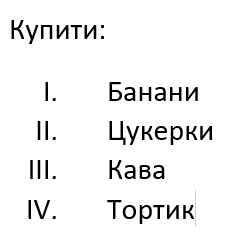 Купити:
I. Банани
II. Цукерки
III. Кава
IV. Тортик